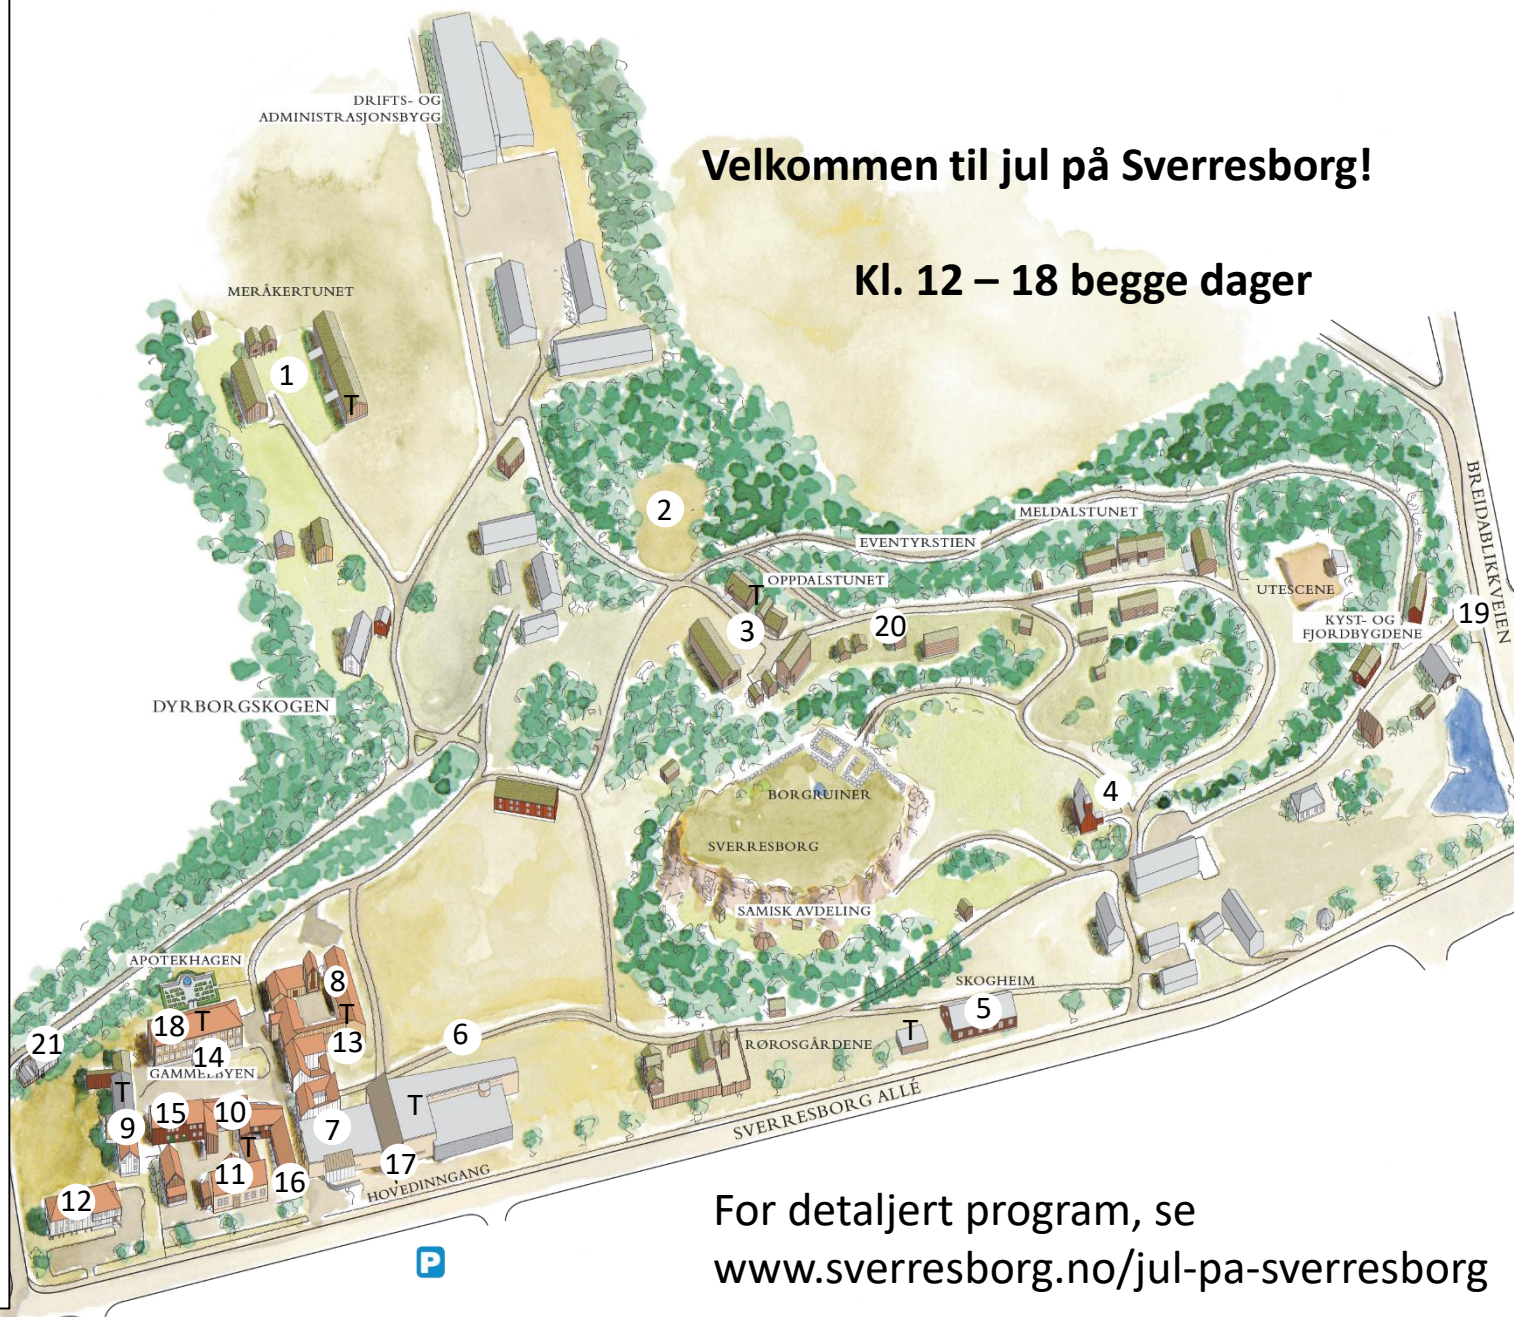 DRIFTS- OG
ADMINISTRASJONSBYGG
Velkommen til jul på Sverresborg!
Kl. 12 – 18 begge dager
MERÅKERTUNET
1
T
BREIDABLIKKVEIEN
2
MELDALSTUNET
EVENTYRSTIEN
OPPDALSTUNET
T
UTESCENE
3
20
KYST- OG
FJORDBYGDENE
19
DYRBORGSKOGEN
BORGRUINER
4
SVERRESBORG
SAMISK AVDELING
APOTEKHAGEN
8
SKOGHEIM
5
T
18
T
13
6
T
RØROSGÅRDENE
21
14
GAMMELBYEN
T
T
SVERRESBORG ALLÉ
15
10
9
7
T
11
16
17
HOVEDINNGANG
12
P
For detaljert program, se
www.sverresborg.no/jul-pa-sverresborg